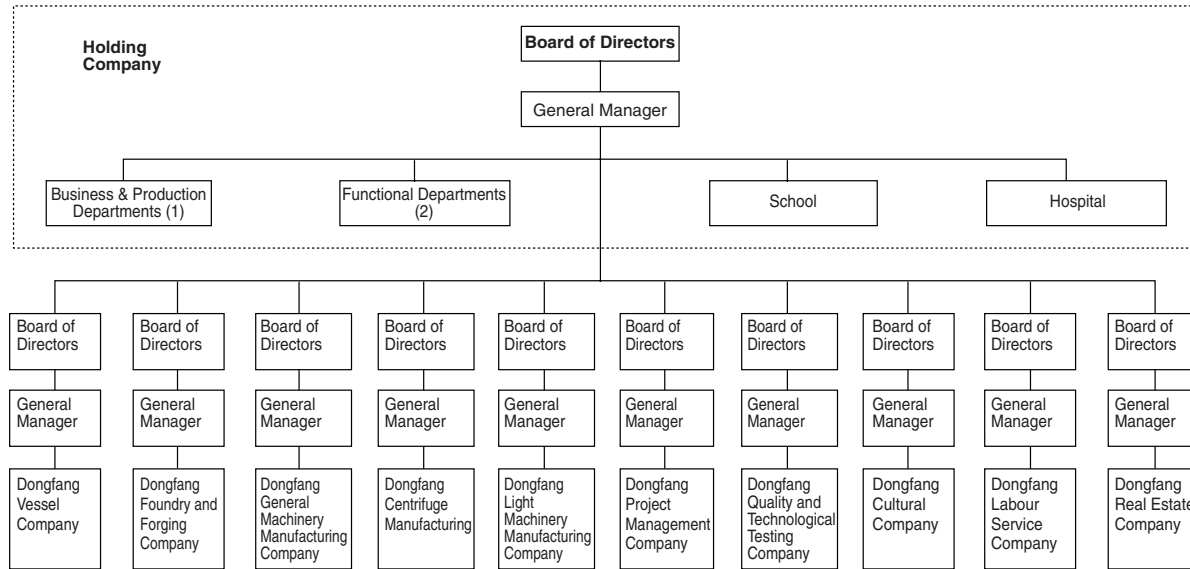 Holding
Company
Board of Directors
General Manager
Business & Production
Departments (1)
Functional Departments
(2)
School
Hospital
Board of
Directors
Board of
Directors
Board of
Directors
Board of
Directors
Board of
Directors
Board of
Directors
Board of
Directors
Board of
Directors
Board of
Directors
Board of
Directors
General
Manager
General
Manager
General
Manager
General
Manager
General
Manager
General
Manager
General
Manager
General
Manager
General
Manager
General
Manager
Dongfang
Vessel
Company
Dongfang
Foundry and
Forging
Company
Dongfang
General
Machinery
Manufacturing
Company
Dongfang
Centrifuge
Manufacturing
Dongfang
Light
Machinery
Manufacturing
Company
Dongfang
Project
Management
Company
Dongfang
Quality and
Technological
Testing
Company
Dongfang
Cultural
Company
Dongfang
Labour
Service
Company
Dongfang
Real Estate
Company